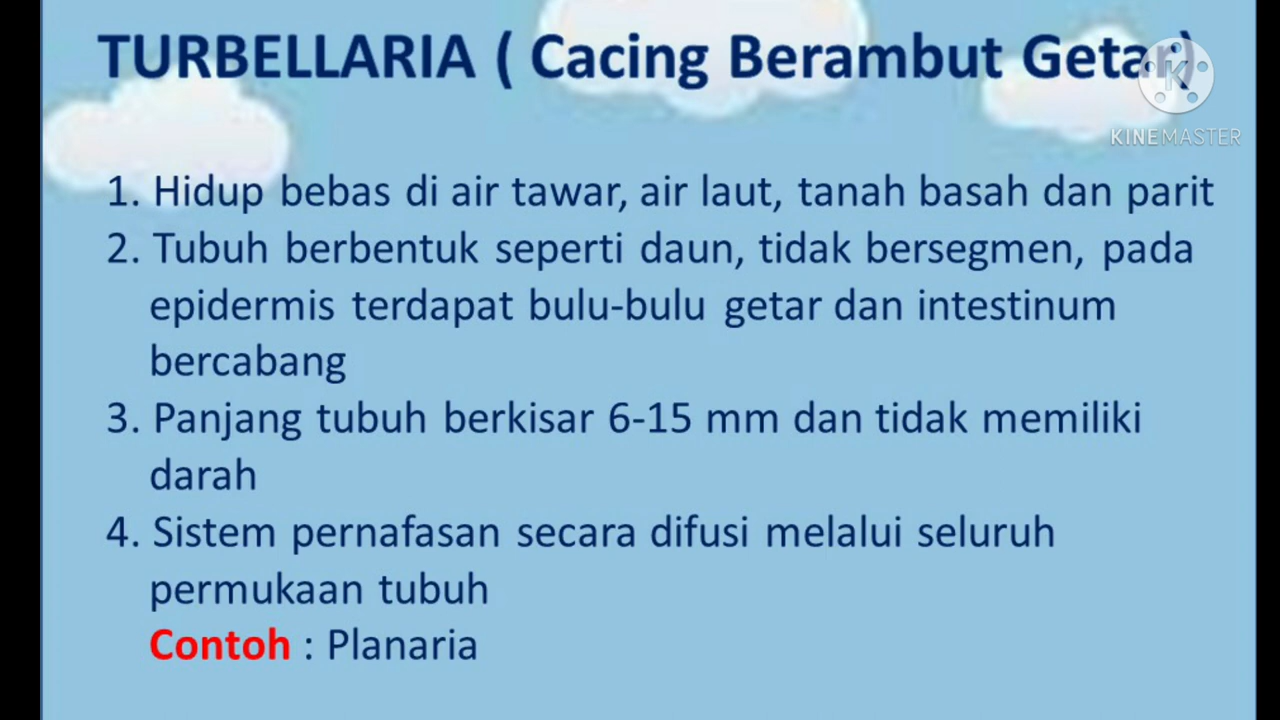 TURBELLARIA ( Cacing Berambut Getar)
KINEMASTER
1. Hidup bebas di air tawar, air laut, tanah basah dan parit
2. Tubuh berbentuk seperti daun, tidak bersegmen, pada
epidermis terdapat bulu-bulu getar dan intestinum
bercabang
3. Panjang tubuh berkisar 6-15 mm dan tidak memiliki
darah
4. Sistem pernafasan secara difusi melalui seluruh
permukaan tubuh
Contoh : Planaria